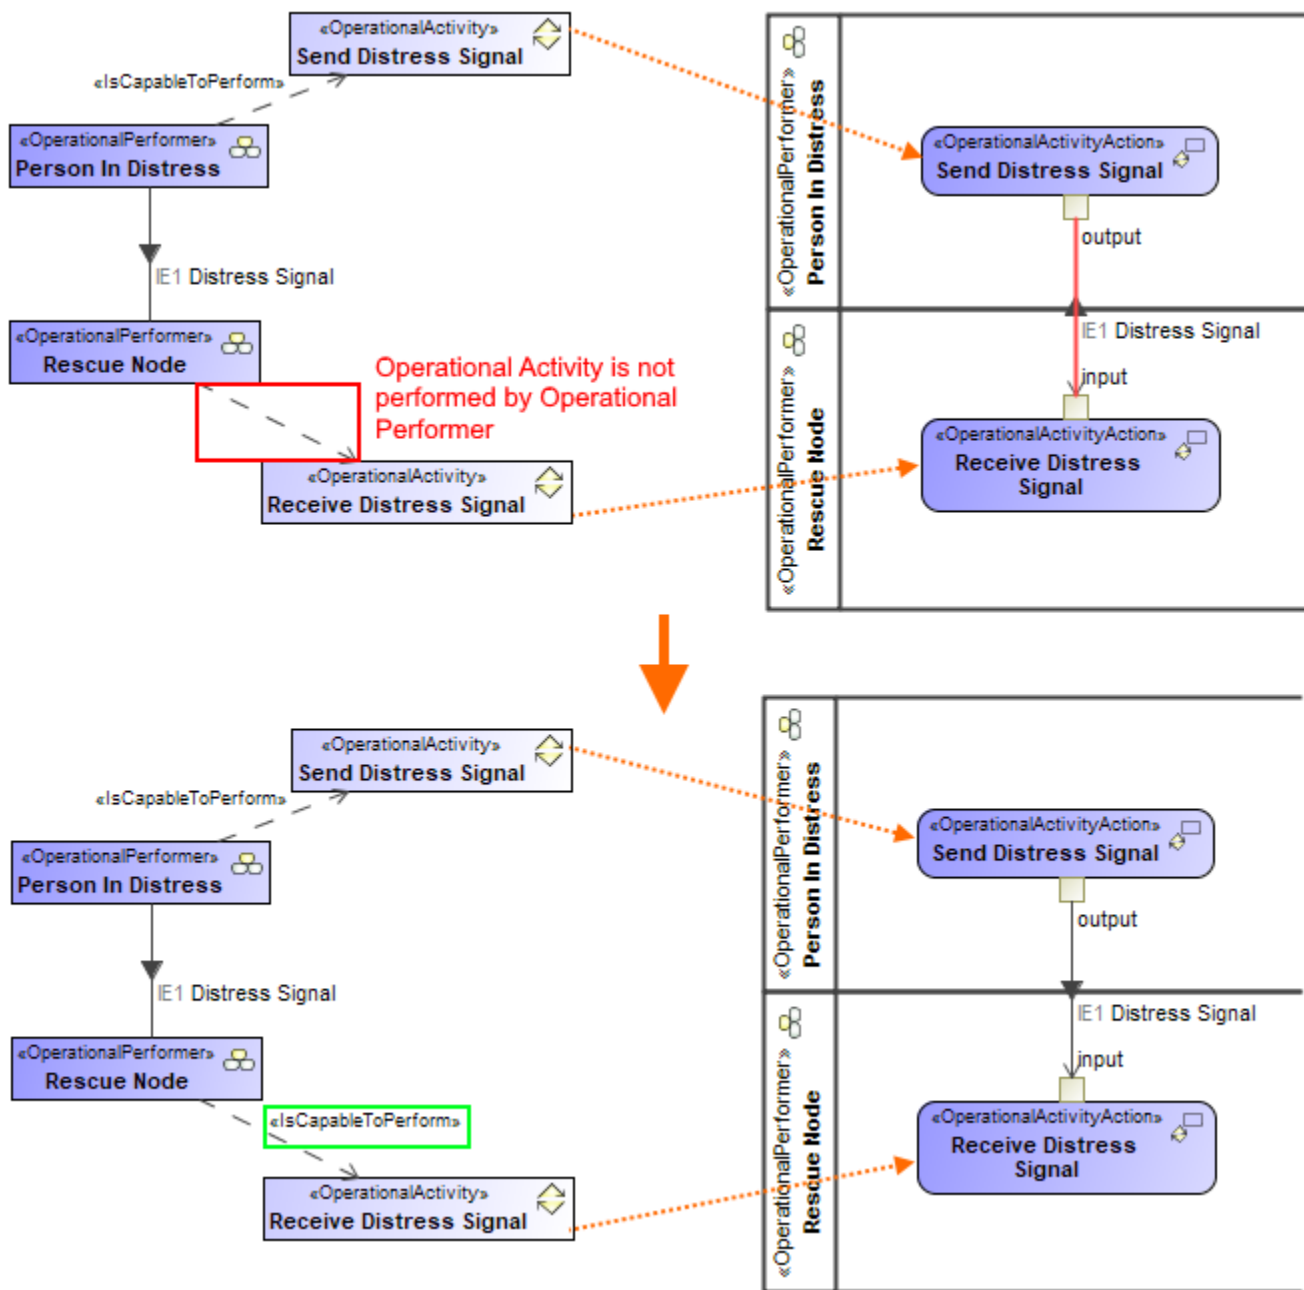 «OperationalActivity»
Send Distress Signal
«IsCapableToPerform»
«OperationalPerformer»
Person In Distress
IE1 Distress Signal
«OperationalPerformer»
Rescue Node
Operational Activity is not
performed by Operational
Performer
«OperationalActivity»
Receive Distress Signal
«OperationalPerformer»
Person In Distress
«OperationalActivityAction»
Send Distress Signal
output
IE1 Distress Signal
input
«OperationalPerformer»
Rescue Node
«OperationalActivityAction»
Receive Distress
Signal
«OperationalActivity»
Send Distress Signal
«IsCapableToPerform»
«OperationalPerformer»
Person In Distress
IE1 Distress Signal
«OperationalPerformer»
Rescue Node
«IsCapableToPerform»
«OperationalActivity»
Receive Distress Signal
«OperationalPerformer»
Person In Distress
«OperationalActivityAction»
Send Distress Signal
output
IE1 Distress Signal
input
«OperationalPerformer»
Rescue Node
«OperationalActivityAction»
Receive Distress
Signal